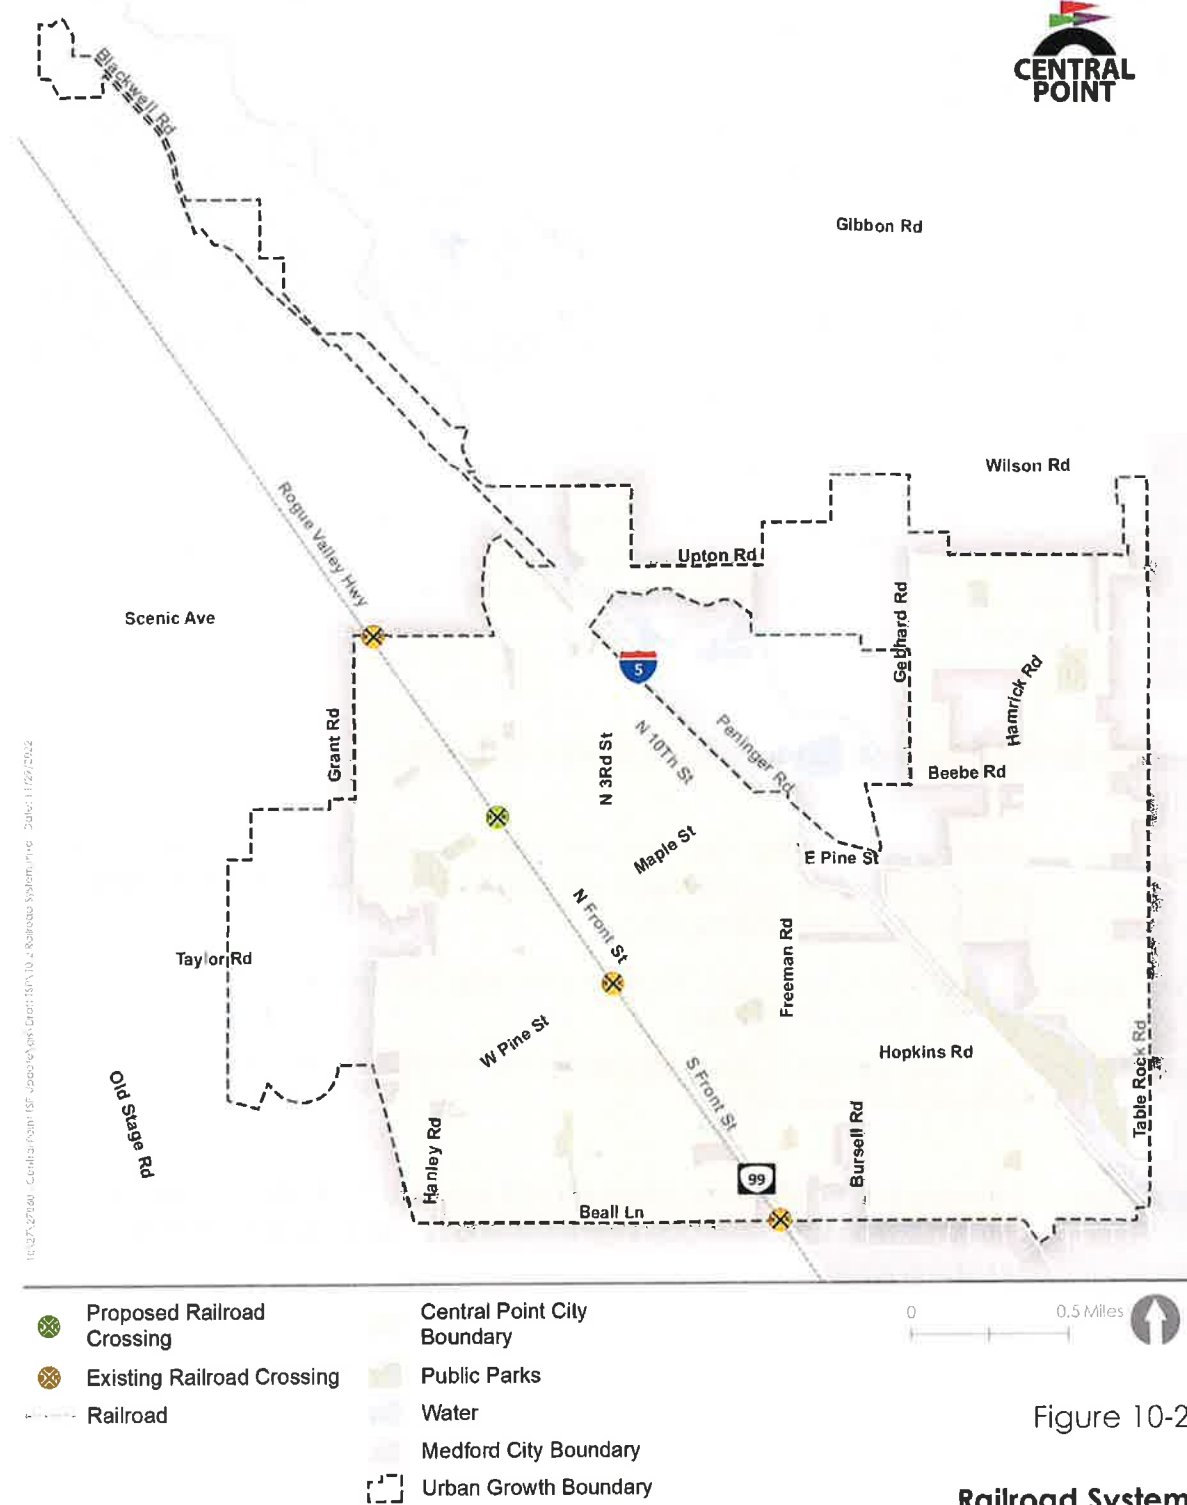 CENTRAL
POINT
Blackwell Rd
Gibbon Rd
Wilson Rd
Rogue Valley Hwy
Upton Rd
Scenic Ave
Gebhard Rd
5
Hamrick Rd
Grant Rd
N 3Rd St
N 10Th St
Peninger Rd
Beebe Rd
Maple St
E Pine St
N Front St
Freeman Rd
Taylor Rd
W Pine St
Hopkins Rd
S Front St
Table Rock Rd
Old Stage Rd
Hanley Rd
Bursell Rd
99
Beall Ln
Proposed Railroad
Crossing
Existing Railroad Crossing
Railroad
Central Point City
Boundary
Public Parks
Water
Medford City Boundary
Urban Growth Boundary
0 0.5 Miles
Figure 10-2
Railroad System